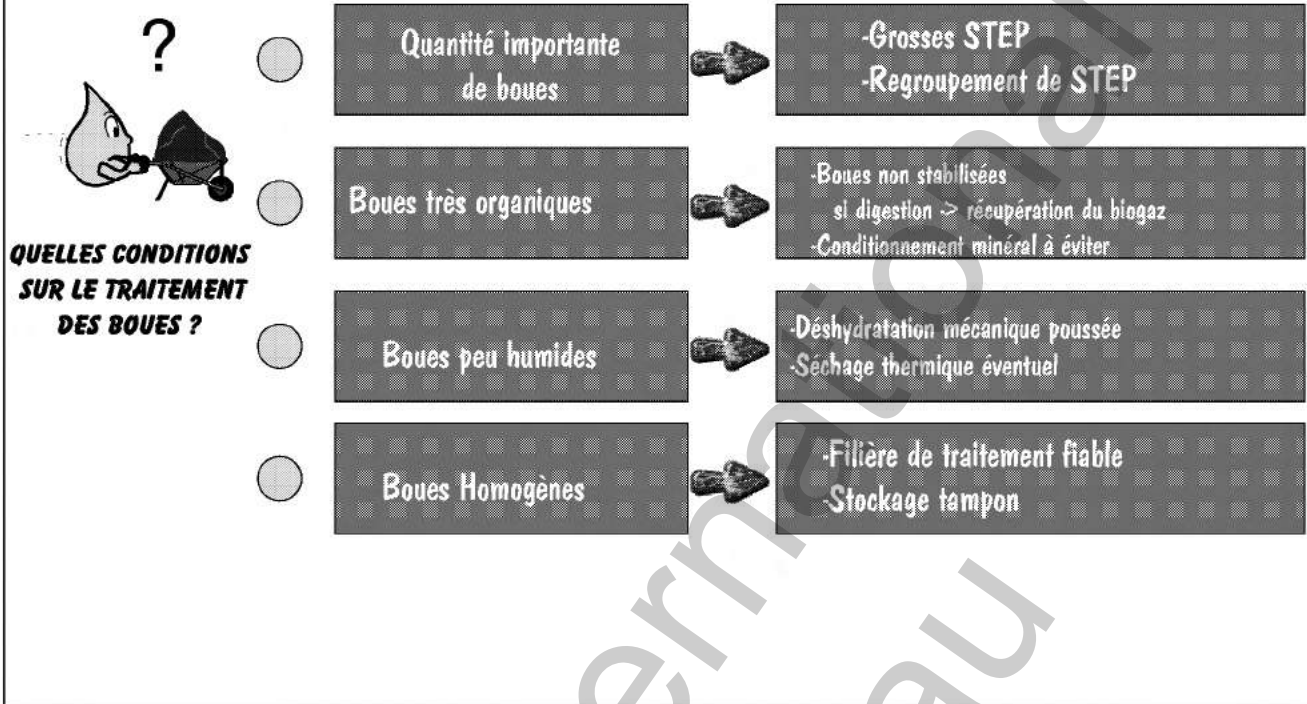 ?
QUELLES CONDITIONS
SUR LE TRAITEMENT
DES BOUES ?
Quantité importante
de boues
-Grosses STEP
-Regroupement de STEP
Boues très organiques
-Boues non stabilisées
si digestion -> récupération du biogaz
-Conditionnement minéral à éviter
Boues peu humides
-Déshydratation mécanique poussée
-Séchage thermique éventuel
Boues Homogènes
-Filière de traitement fiable
-Stockage tampon